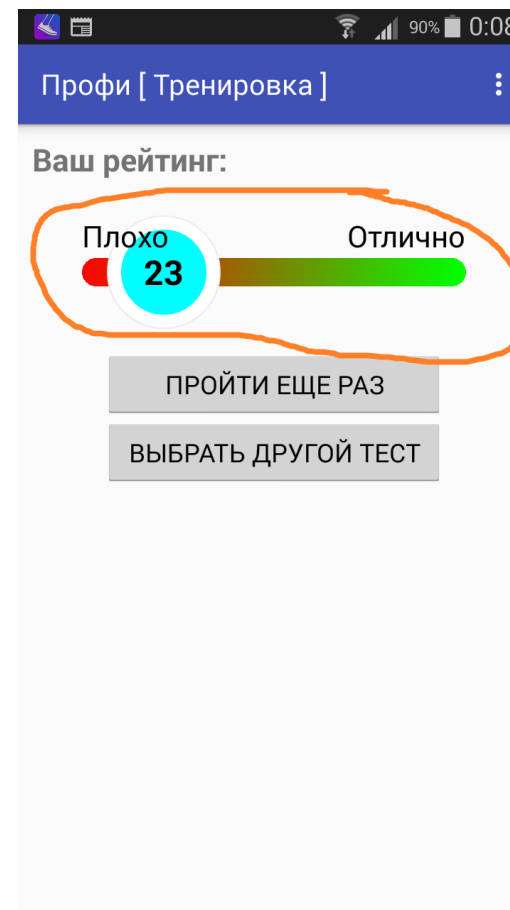 90% 0:08
Профи [ Тренировка ]
Ваш рейтинг:
Плохо Отлично
23
ПРОЙТИ ЕЩЕ РАЗ
ВЫБРАТЬ ДРУГОЙ ТЕСТ